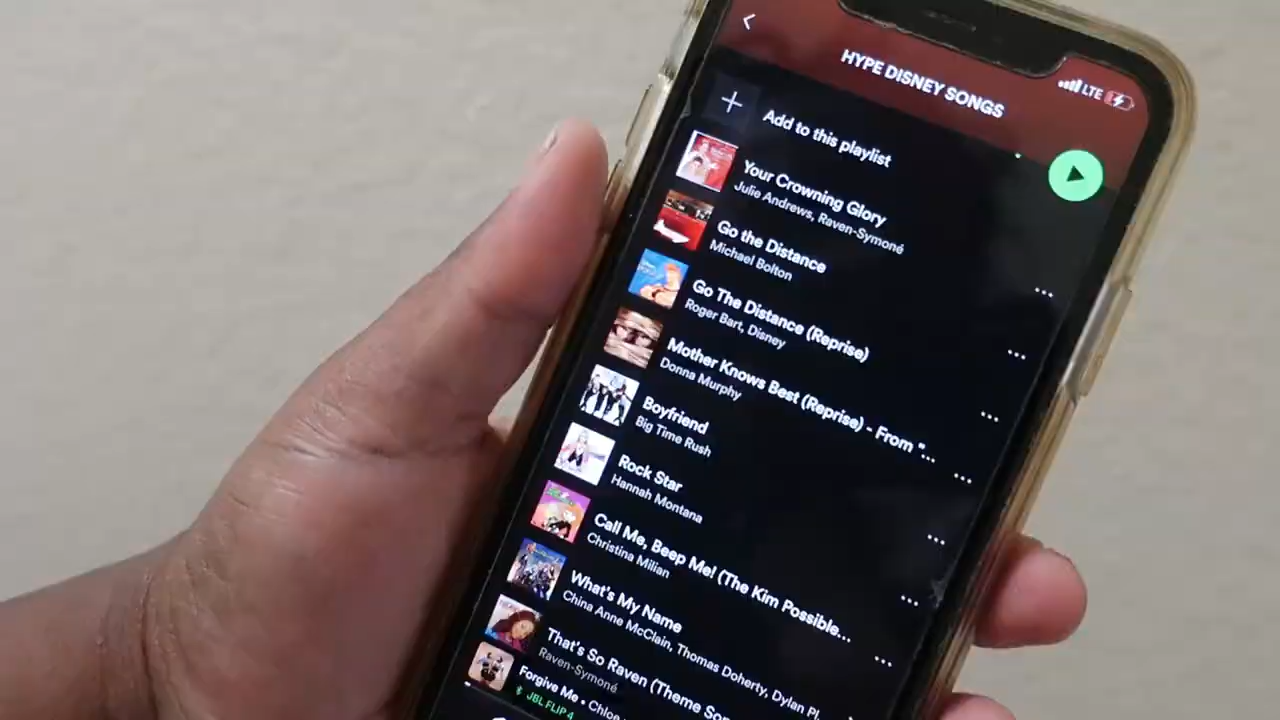 LTE
HYPE DISNEY SONGS
Add to this playlist
Your Crowning Glory
Julie Andrews, Raven-Symoné
Go the Distance
Michael Bolton
Go The Distance (Reprise)
Roger Bart, Disney
Mother Knows Best (Reprise) - From "...
Donna Murphy
Boyfriend
Big Time Rush
Rock Star
Hannah Montana
Call Me, Beep Me! (The Kim Possible...
Christina Milian
What's My Name
China Anne McClain, Thomas Doherty, Dylan Pl...
That's So Raven (Theme Son
Raven-Symoné
Forgive Me • Chloe
JBL FLIP 4